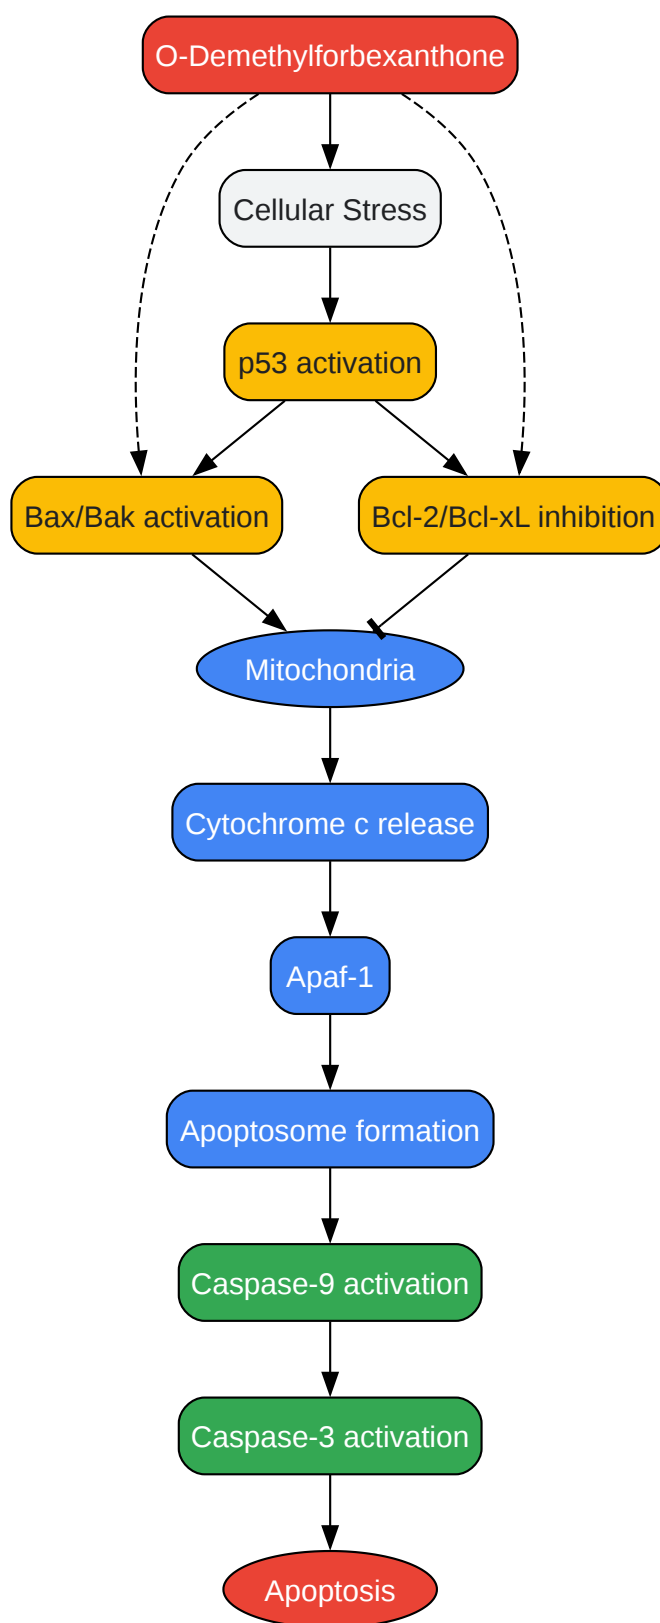 O-Demethylforbexanthone
Cellular Stress
p53 activation
Bax/Bak activation
Bcl-2/Bcl-xL inhibition
Mitochondria
Cytochrome c release
Apaf-1
Apoptosome formation
Caspase-9 activation
Caspase-3 activation
Apoptosis